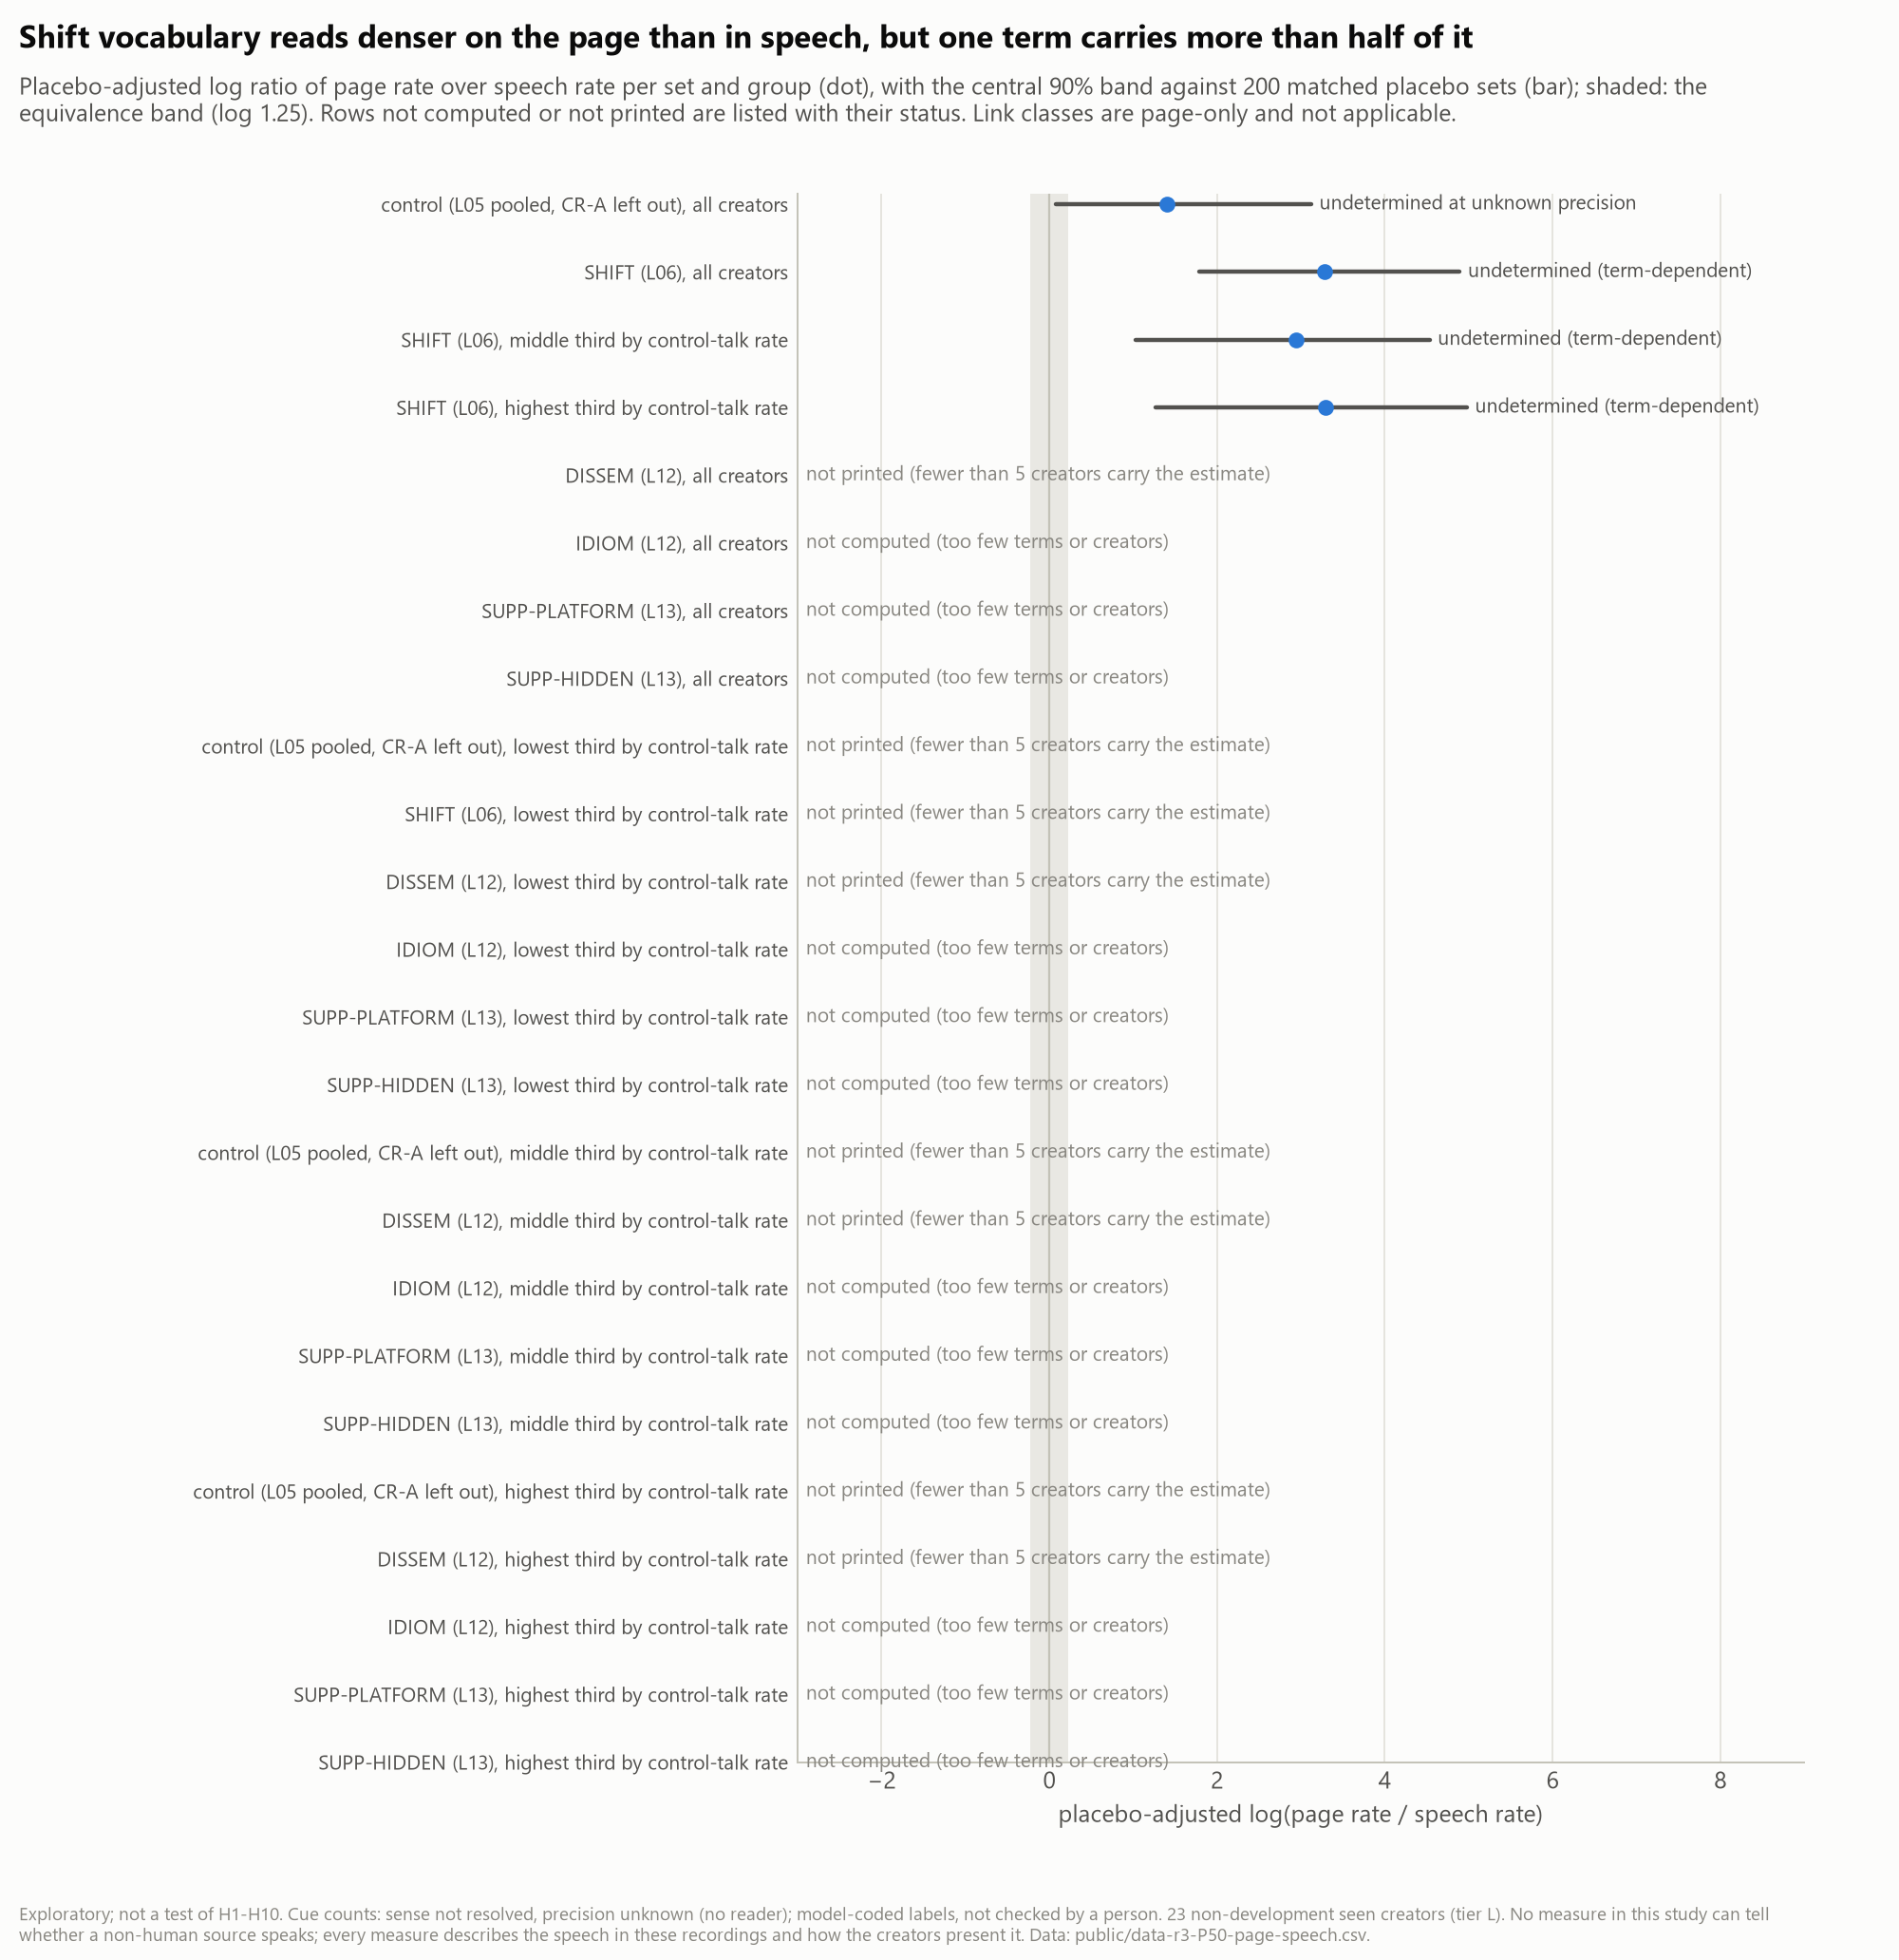 Shift vocabulary reads denser on the page than in speech, but one term carries more than half of it
Placebo-adjusted log ratio of page rate over speech rate per set and group (dot), with the central 90% band against 200 matched placebo sets (bar); shaded: the
equivalence band (log 1.25). Rows not computed or not printed are listed with their status. Link classes are page-only and not applicable.
control (L05 pooled, CR-A left out), all creators undetermined at unknown precision
SHIFT (L06), all creators undetermined (term-dependent)
SHIFT (L06), middle third by control-talk rate undetermined (term-dependent)
SHIFT (L06), highest third by control-talk rate undetermined (term-dependent)
DISSEM (L12), all creators not printed (fewer than 5 creators carry the estimate)
IDIOM (L12), all creators not computed (too few terms or creators)
SUPP-PLATFORM (L13), all creators not computed (too few terms or creators)
SUPP-HIDDEN (L13), all creators not computed (too few terms or creators)
control (L05 pooled, CR-A left out), lowest third by control-talk rate not printed (fewer than 5 creators carry the estimate)
SHIFT (L06), lowest third by control-talk rate not printed (fewer than 5 creators carry the estimate)
DISSEM (L12), lowest third by control-talk rate not printed (fewer than 5 creators carry the estimate)
IDIOM (L12), lowest third by control-talk rate not computed (too few terms or creators)
SUPP-PLATFORM (L13), lowest third by control-talk rate not computed (too few terms or creators)
SUPP-HIDDEN (L13), lowest third by control-talk rate not computed (too few terms or creators)
control (L05 pooled, CR-A left out), middle third by control-talk rate not printed (fewer than 5 creators carry the estimate)
DISSEM (L12), middle third by control-talk rate not printed (fewer than 5 creators carry the estimate)
IDIOM (L12), middle third by control-talk rate not computed (too few terms or creators)
SUPP-PLATFORM (L13), middle third by control-talk rate not computed (too few terms or creators)
SUPP-HIDDEN (L13), middle third by control-talk rate not computed (too few terms or creators)
control (L05 pooled, CR-A left out), highest third by control-talk rate not printed (fewer than 5 creators carry the estimate)
DISSEM (L12), highest third by control-talk rate not printed (fewer than 5 creators carry the estimate)
IDIOM (L12), highest third by control-talk rate not computed (too few terms or creators)
SUPP-PLATFORM (L13), highest third by control-talk rate not computed (too few terms or creators)
SUPP-HIDDEN (L13), highest third by control-talk rate not computed (too few terms or creators)
−2 0 2 4 6 8
placebo-adjusted log(page rate / speech rate)
Exploratory; not a test of H1-H10. Cue counts: sense not resolved, precision unknown (no reader); model-coded labels, not checked by a person. 23 non-development seen creators (tier L). No measure in this study can tell
whether a non-human source speaks; every measure describes the speech in these recordings and how the creators present it. Data: public/data-r3-P50-page-speech.csv.